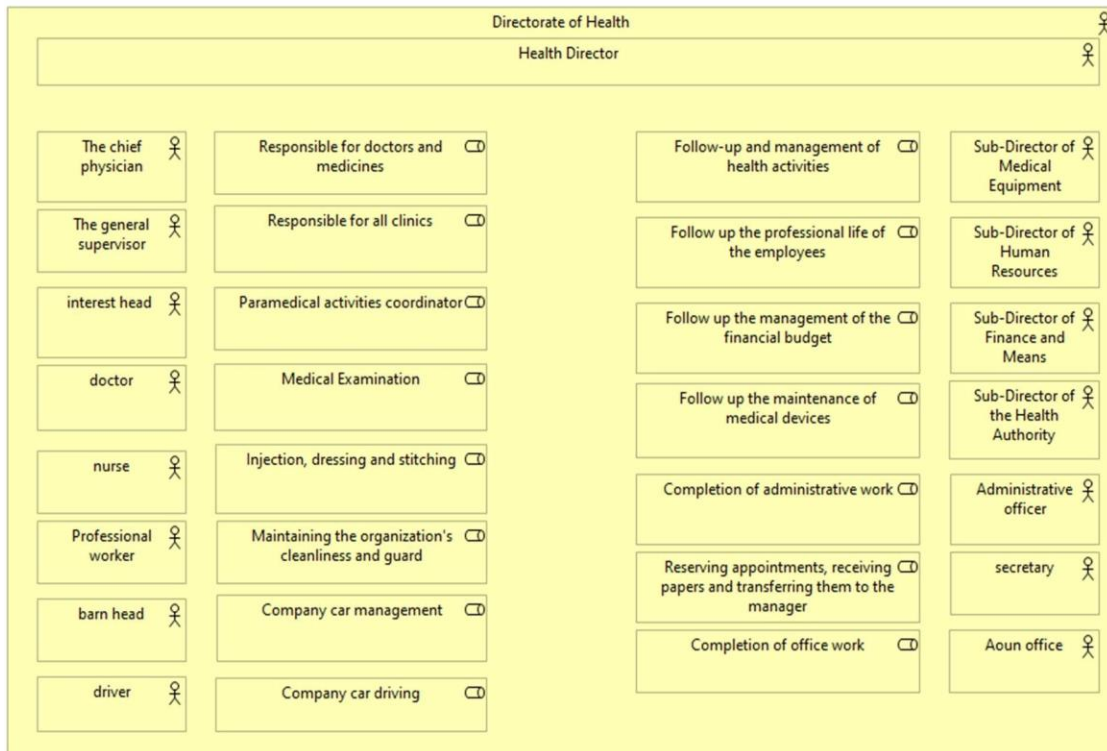 Directorate of Health
Health Director
The chief
physician
Responsible for doctors and
medicines
Follow-up and management of
health activities
Sub-Director of
Medical
Equipment
The general
supervisor
Responsible for all clinics
Follow up the professional life of
the employees
Sub-Director of
Human
Resources
interest head
Paramedical activities coordinator
Follow up the management of the
financial budget
Sub-Director of
Finance and
Means
doctor
Medical Examination
Follow up the maintenance of
medical devices
Sub-Director of
the Health
Authority
nurse
Injection, dressing and stitching
Completion of administrative work
Administrative
officer
Professional
worker
Maintaining the organization's
cleanliness and guard
Reserving appointments, receiving
papers and transferring them to the
manager
secretary
barn head
Company car management
Completion of office work
Aoun office
driver
Company car driving